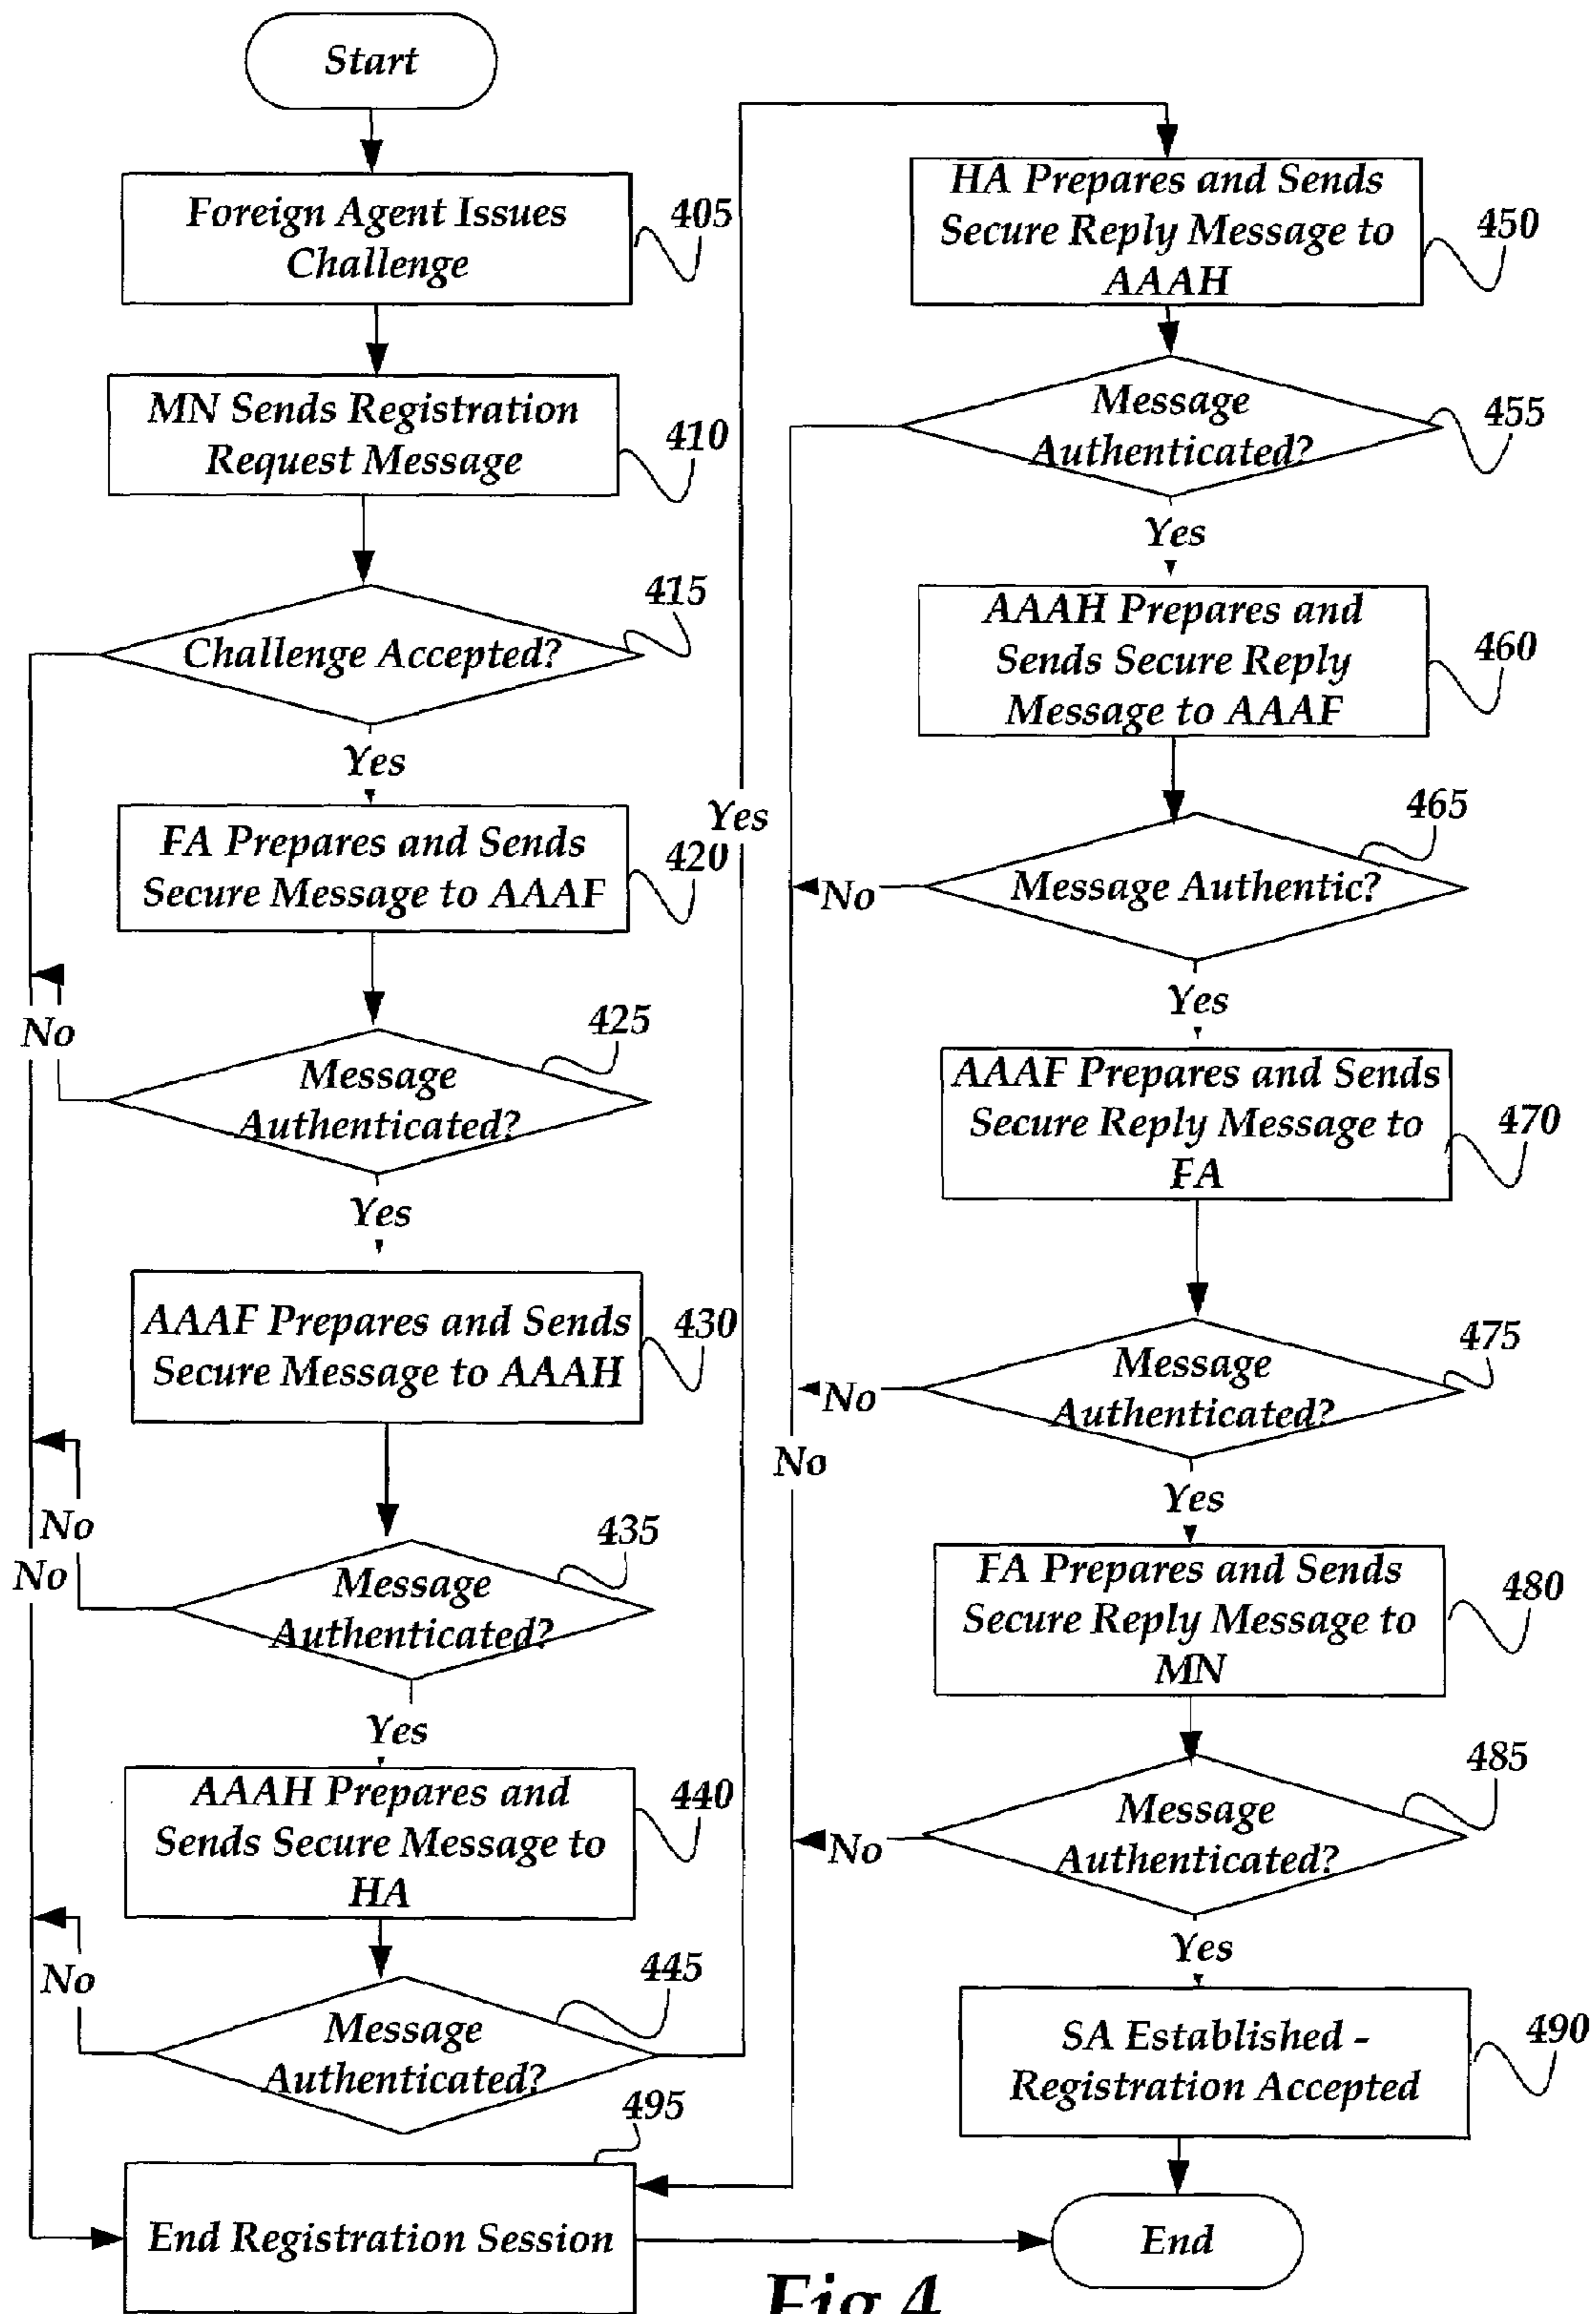 Start
Foreign Agent Issues
Challenge
405
MN Sends Registration
Request Message
410
Challenge Accepted?
415
Yes
FA Prepares and Sends
Secure Message to AAAF
420
Message
Authenticated?
425
No
Yes
AAAF Prepares and Sends
Secure Message to AAAH
430
Message
Authenticated?
435
No
No
Yes
AAAH Prepares and
Sends Secure Message to
HA
440
Message
Authenticated?
445
No
Yes
HA Prepares and Sends
Secure Reply Message to
AAAH
450
Message
Authenticated?
455
Yes
AAAH Prepares and
Sends Secure Reply
Message to AAAF
460
Message Authentic?
465
No
Yes
AAAF Prepares and Sends
Secure Reply Message to
FA
470
Message
Authenticated?
475
No
No
Yes
FA Prepares and Sends
Secure Reply Message to
MN
480
Message
Authenticated?
485
No
Yes
SA Established -
Registration Accepted
490
495
End Registration Session
End
Fig 4